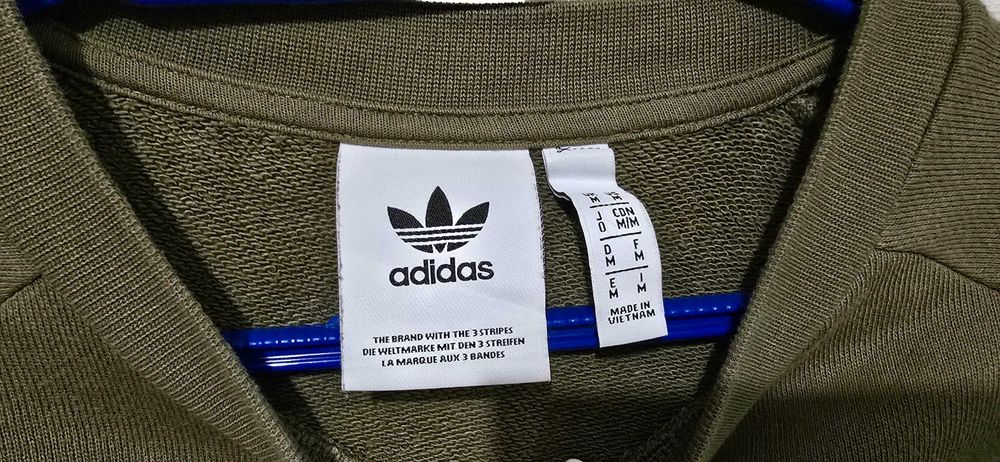 adidas
THE BRAND WITH THE 3 STRIPES
DIE WELTMARKE MIT DEN 3 STREIFEN
LA MARQUE AUX 3 BANDES
M M
J CDN
O M/M
D F
M M
E I
M M
MADE IN
VIETNAM